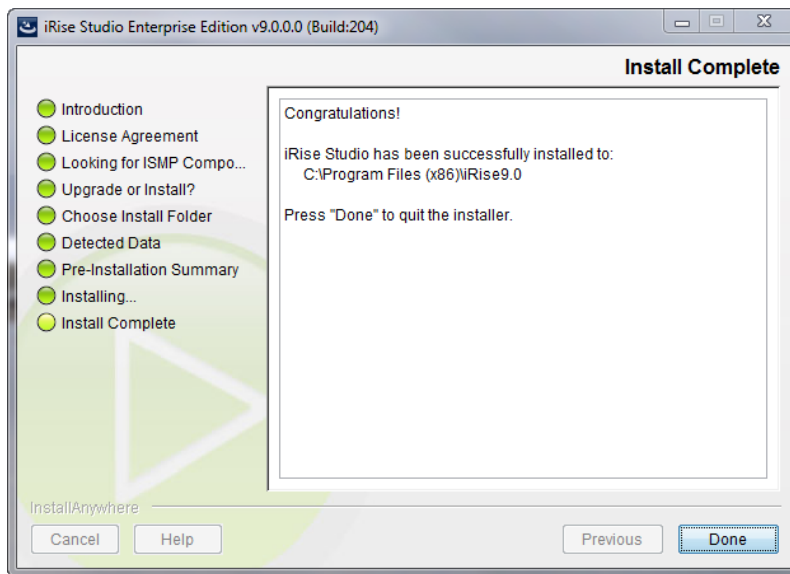 iRise Studio Enterprise Edition v9.0.0.0 (Build:204)
Install Complete
Introduction
License Agreement
Looking for ISMP Compo...
Upgrade or Install?
Choose Install Folder
Detected Data
Pre-Installation Summary
Installing...
Install Complete
Congratulations!
iRise Studio has been successfully installed to:
C:\Program Files (x86)\iRise9.0
Press "Done" to quit the installer.
InstallAnywhere
Cancel
Help
Previous
Done